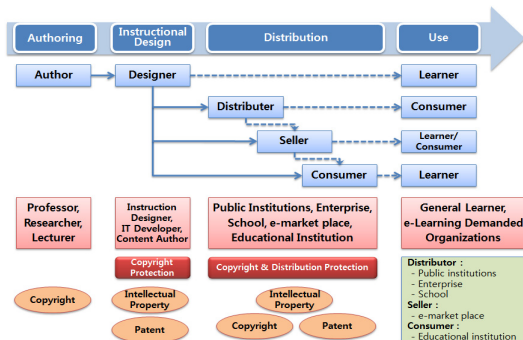 Authoring
Instructional
Design
Distribution
Use
Author
Designer
Learner
Distributer
Consumer
Seller
Learner/
Consumer
Consumer
Learner
Professor,
Researcher,
Lecturer
Instruction
Designer,
IT Developer,
Content Author
Public Institutions, Enterprise,
School, e-market place,
Educational Institution
General Learner,
e-Learning Demanded
Organizations
Copyright
Protection
Copyright & Distribution Protection
Copyright
Intellectual
Property
Patent
Intellectual
Property
Copyright
Patent
Distributor :
- Public institutions
- Enterprise
- School
Seller :
- e-market place
Consumer :
- Educational institution